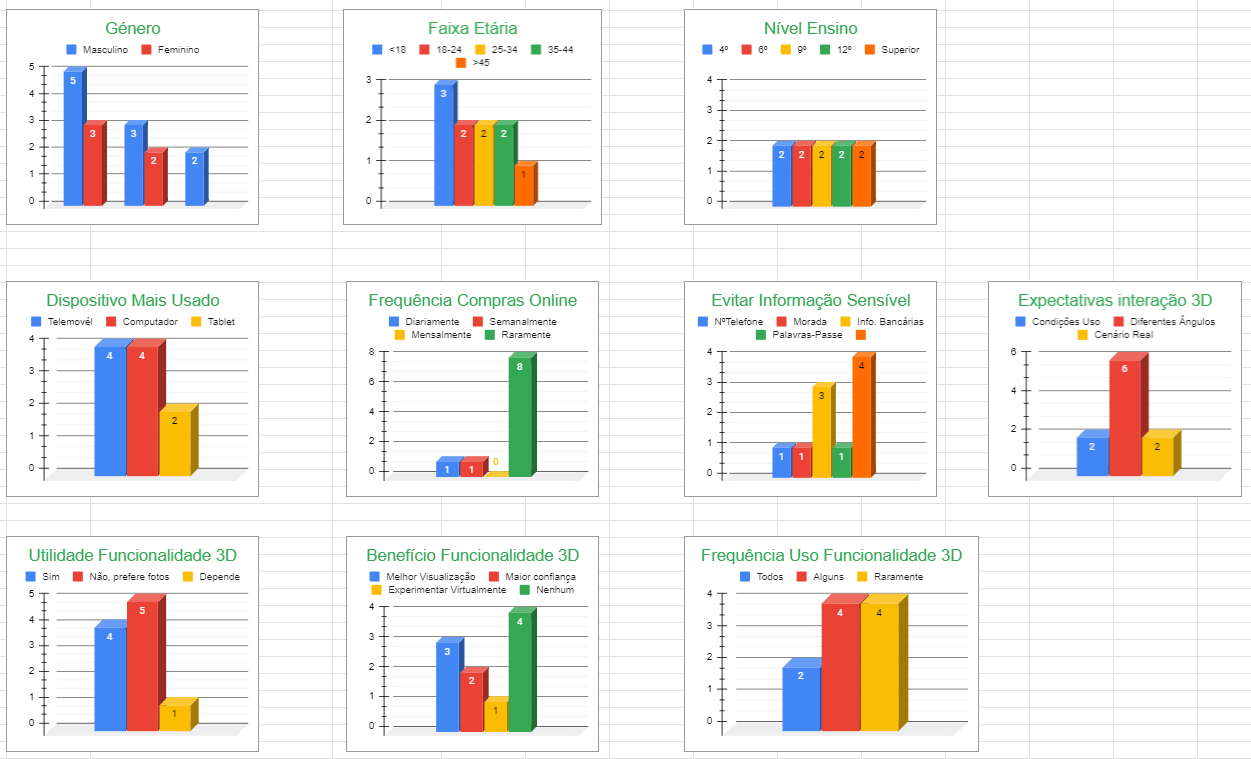 Género
Masculino Feminino
5
4
3
2
1
0
5 3 3 2 2
Faixa Etária
<18 18-24 25-34 35-44
>45
3
2
1
0
3 2 2 2 1
Nível Ensino
4º 6º 9º 12º Superior
4
3
2
1
0
2 2 2 2 2
Dispositivo Mais Usado
Telemovél Computador Tablet
4
3
2
1
0
4 4 2
Frequência Compras Online
Diariamente Semanalmente
Mensalmente Raramente
8
6
4
2
0
1 1 0 8
Evitar Informação Sensível
NºTelefone Morada Info. Bancárias
Palavras-Passe
4
3
2
1
0
1 1 3 1 4
Expectativas interação 3D
Condições Uso Diferentes Ângulos
Cenário Real
6
4
2
0
2 6 2
Utilidade Funcionalidade 3D
Sim Não, prefere fotos Depende
5
4
3
2
1
0
4 5 1
Benefício Funcionalidade 3D
Melhor Visualização Maior confiança
Experimentar Virtualmente Nenhum
4
3
2
1
0
3 2 1 4
Frequência Uso Funcionalidade 3D
Todos Alguns Raramente
4
3
2
1
0
2 4 4